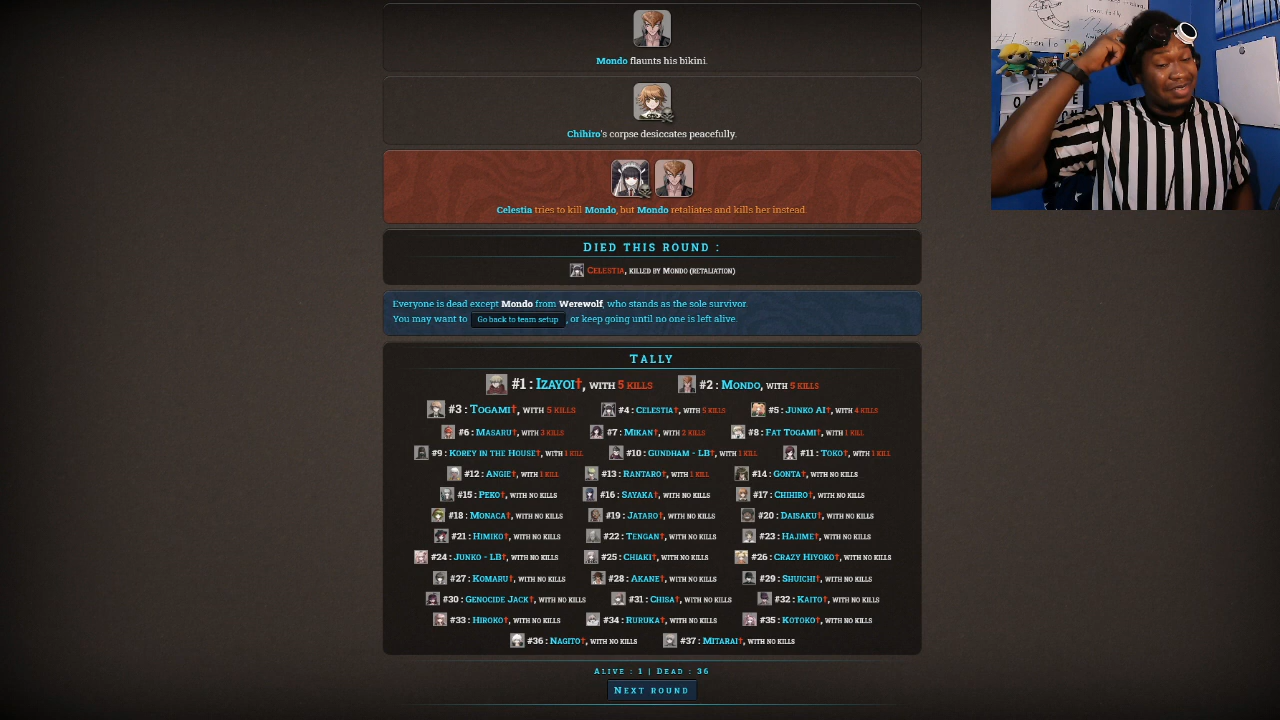 Mondo flaunts his bikini.
Chihiro's corpse desiccates peacefully.
Celestia tries to kill Mondo, but Mondo retaliates and kills her instead.
DIED THIS ROUND :
CELESTIA, KILLED BY MONDO (RETALIATION)
Everyone is dead except Mondo from Werewolf, who stands as the sole survivor.
You may want to Go back to team setup, or keep going until no one is left alive.
TALLY
#1 : IZAYOI†, WITH 5 KILLS #2 : MONDO, WITH 5 KILLS
#3 : TOGAMI†, WITH 5 KILLS #4 : CELESTIA†, WITH 5 KILLS #5 : JUNKO AI†, WITH 4 KILLS
#6 : MASARU†, WITH 3 KILLS #7 : MIKAN†, WITH 2 KILLS #8 : FAT TOGAMI†, WITH 1 KILL
#9 : KOREY IN THE HOUSE†, WITH 1 KILL #10 : GUNDHAM - LB†, WITH 1 KILL #11 : TOKO†, WITH 1 KILL
#12 : ANGIE†, WITH 1 KILL #13 : RANTARO†, WITH 1 KILL #14 : GONTA†, WITH NO KILLS
#15 : PEKO†, WITH NO KILLS #16 : SAYAKA†, WITH NO KILLS #17 : CHIHIRO†, WITH NO KILLS
#18 : MONACA†, WITH NO KILLS #19 : JATARO†, WITH NO KILLS #20 : DAISAKU†, WITH NO KILLS
#21 : HIMIKO†, WITH NO KILLS #22 : TENGAN†, WITH NO KILLS #23 : HAJIME†, WITH NO KILLS
#24 : JUNKO - LB†, WITH NO KILLS #25 : CHIAKI†, WITH NO KILLS #26 : CRAZY HIYOKO†, WITH NO KILLS
#27 : KOMARU†, WITH NO KILLS #28 : AKANE†, WITH NO KILLS #29 : SHUICHI†, WITH NO KILLS
#30 : GENOCIDE JACK†, WITH NO KILLS #31 : CHISA†, WITH NO KILLS #32 : KAITO†, WITH NO KILLS
#33 : HIROKO†, WITH NO KILLS #34 : RURUKA†, WITH NO KILLS #35 : KOTOKO†, WITH NO KILLS
#36 : NAGITO†, WITH NO KILLS #37 : MITARAI†, WITH NO KILLS
ALIVE : 1 | DEAD : 36
NEXT ROUND